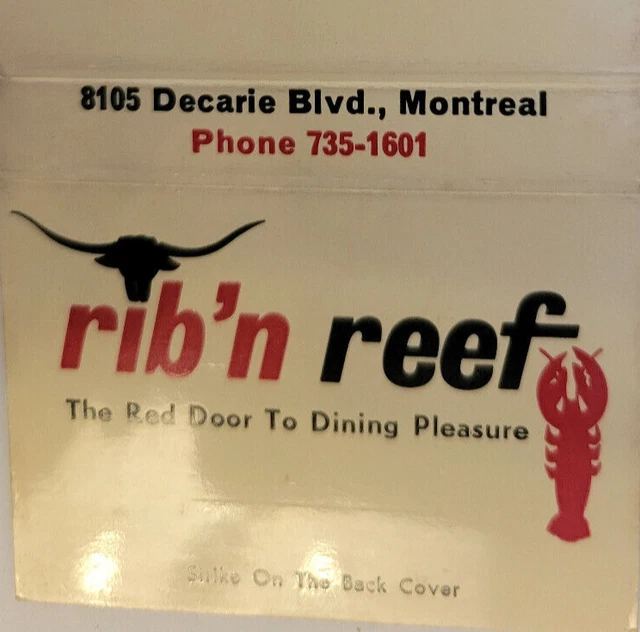 8105 Decarie Blvd., Montreal
Phone 735-1601
rib'n reef
The Red Door To Dining Pleasure
Strike On The Back Cover